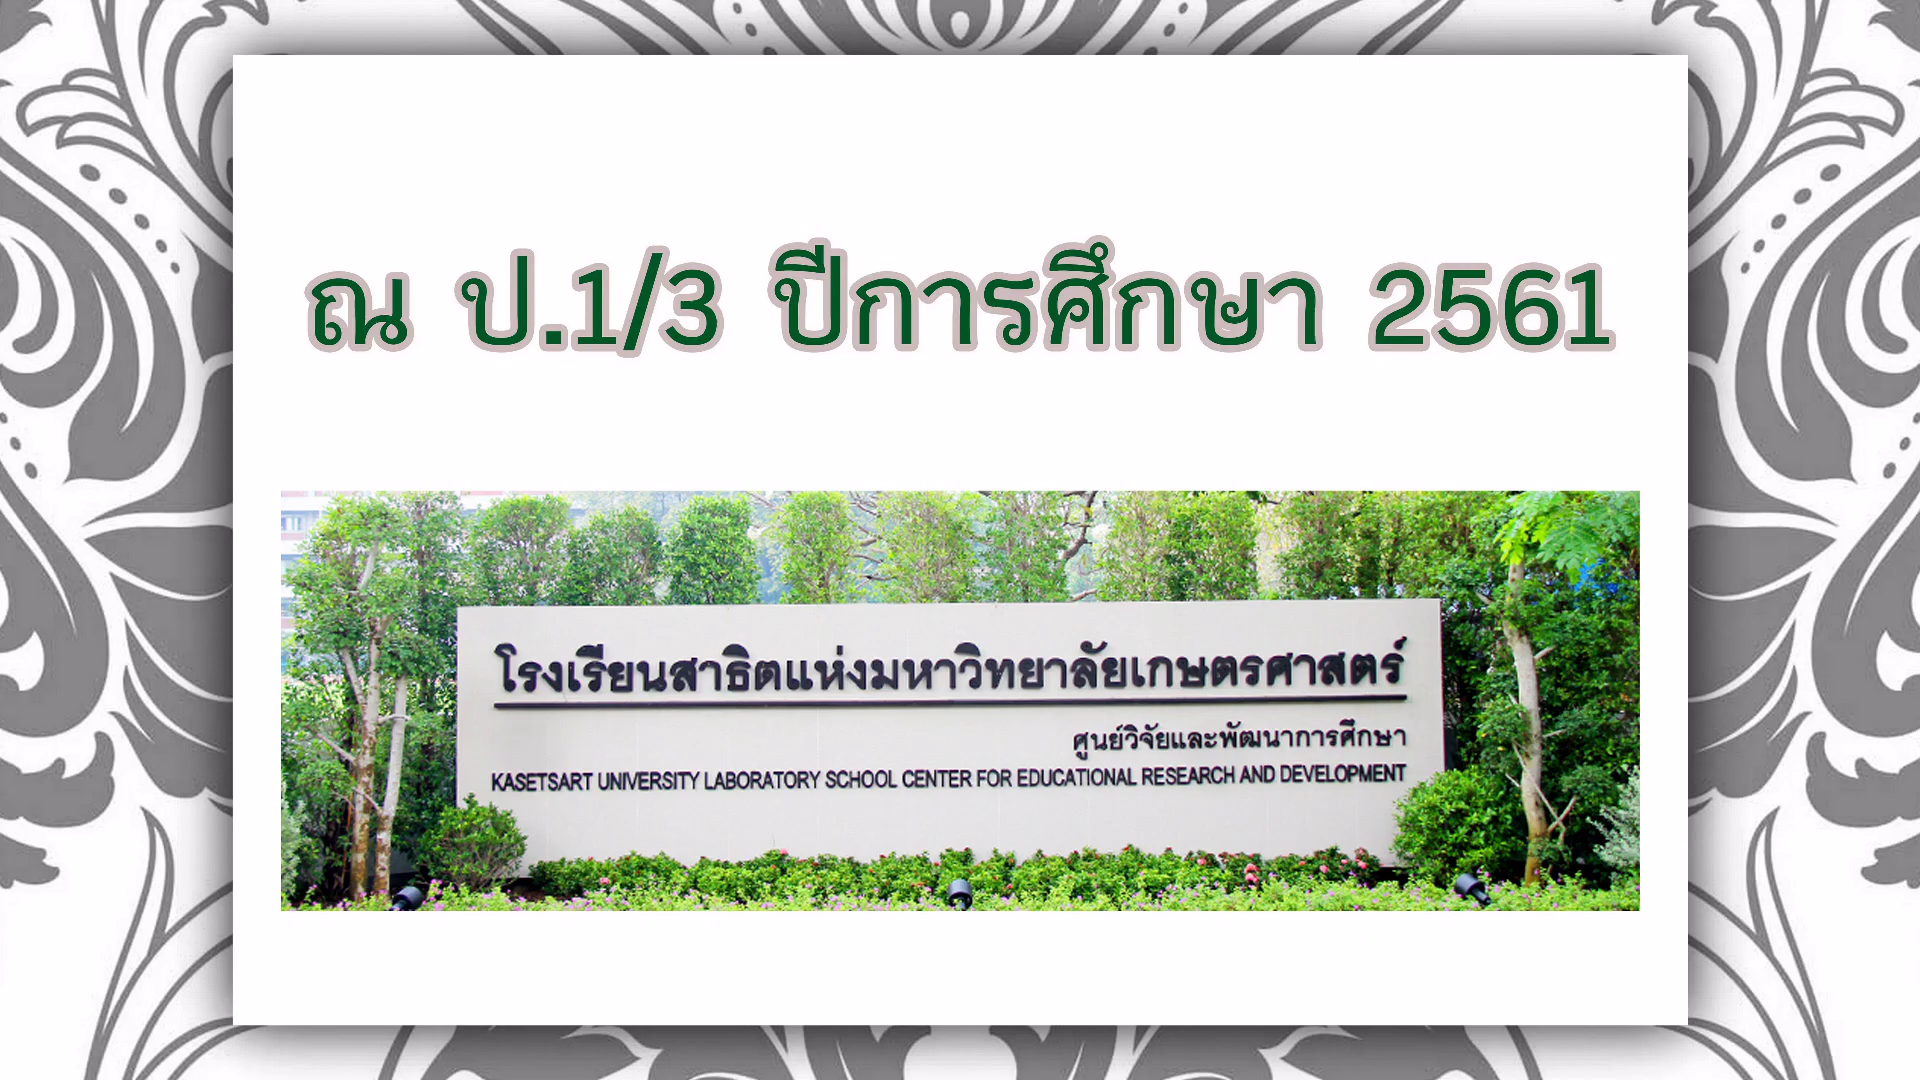 ณ ป.1/3 ปีการศึกษา 2561
โรงเรียนสาธิตแห่งมหาวิทยาลัยเกษตรศาสตร์
ศูนย์วิจัยและพัฒนาการศึกษา
KASETSART UNIVERSITY LABORATORY SCHOOL CENTER FOR EDUCATIONAL RESEARCH AND DEVELOPMENT